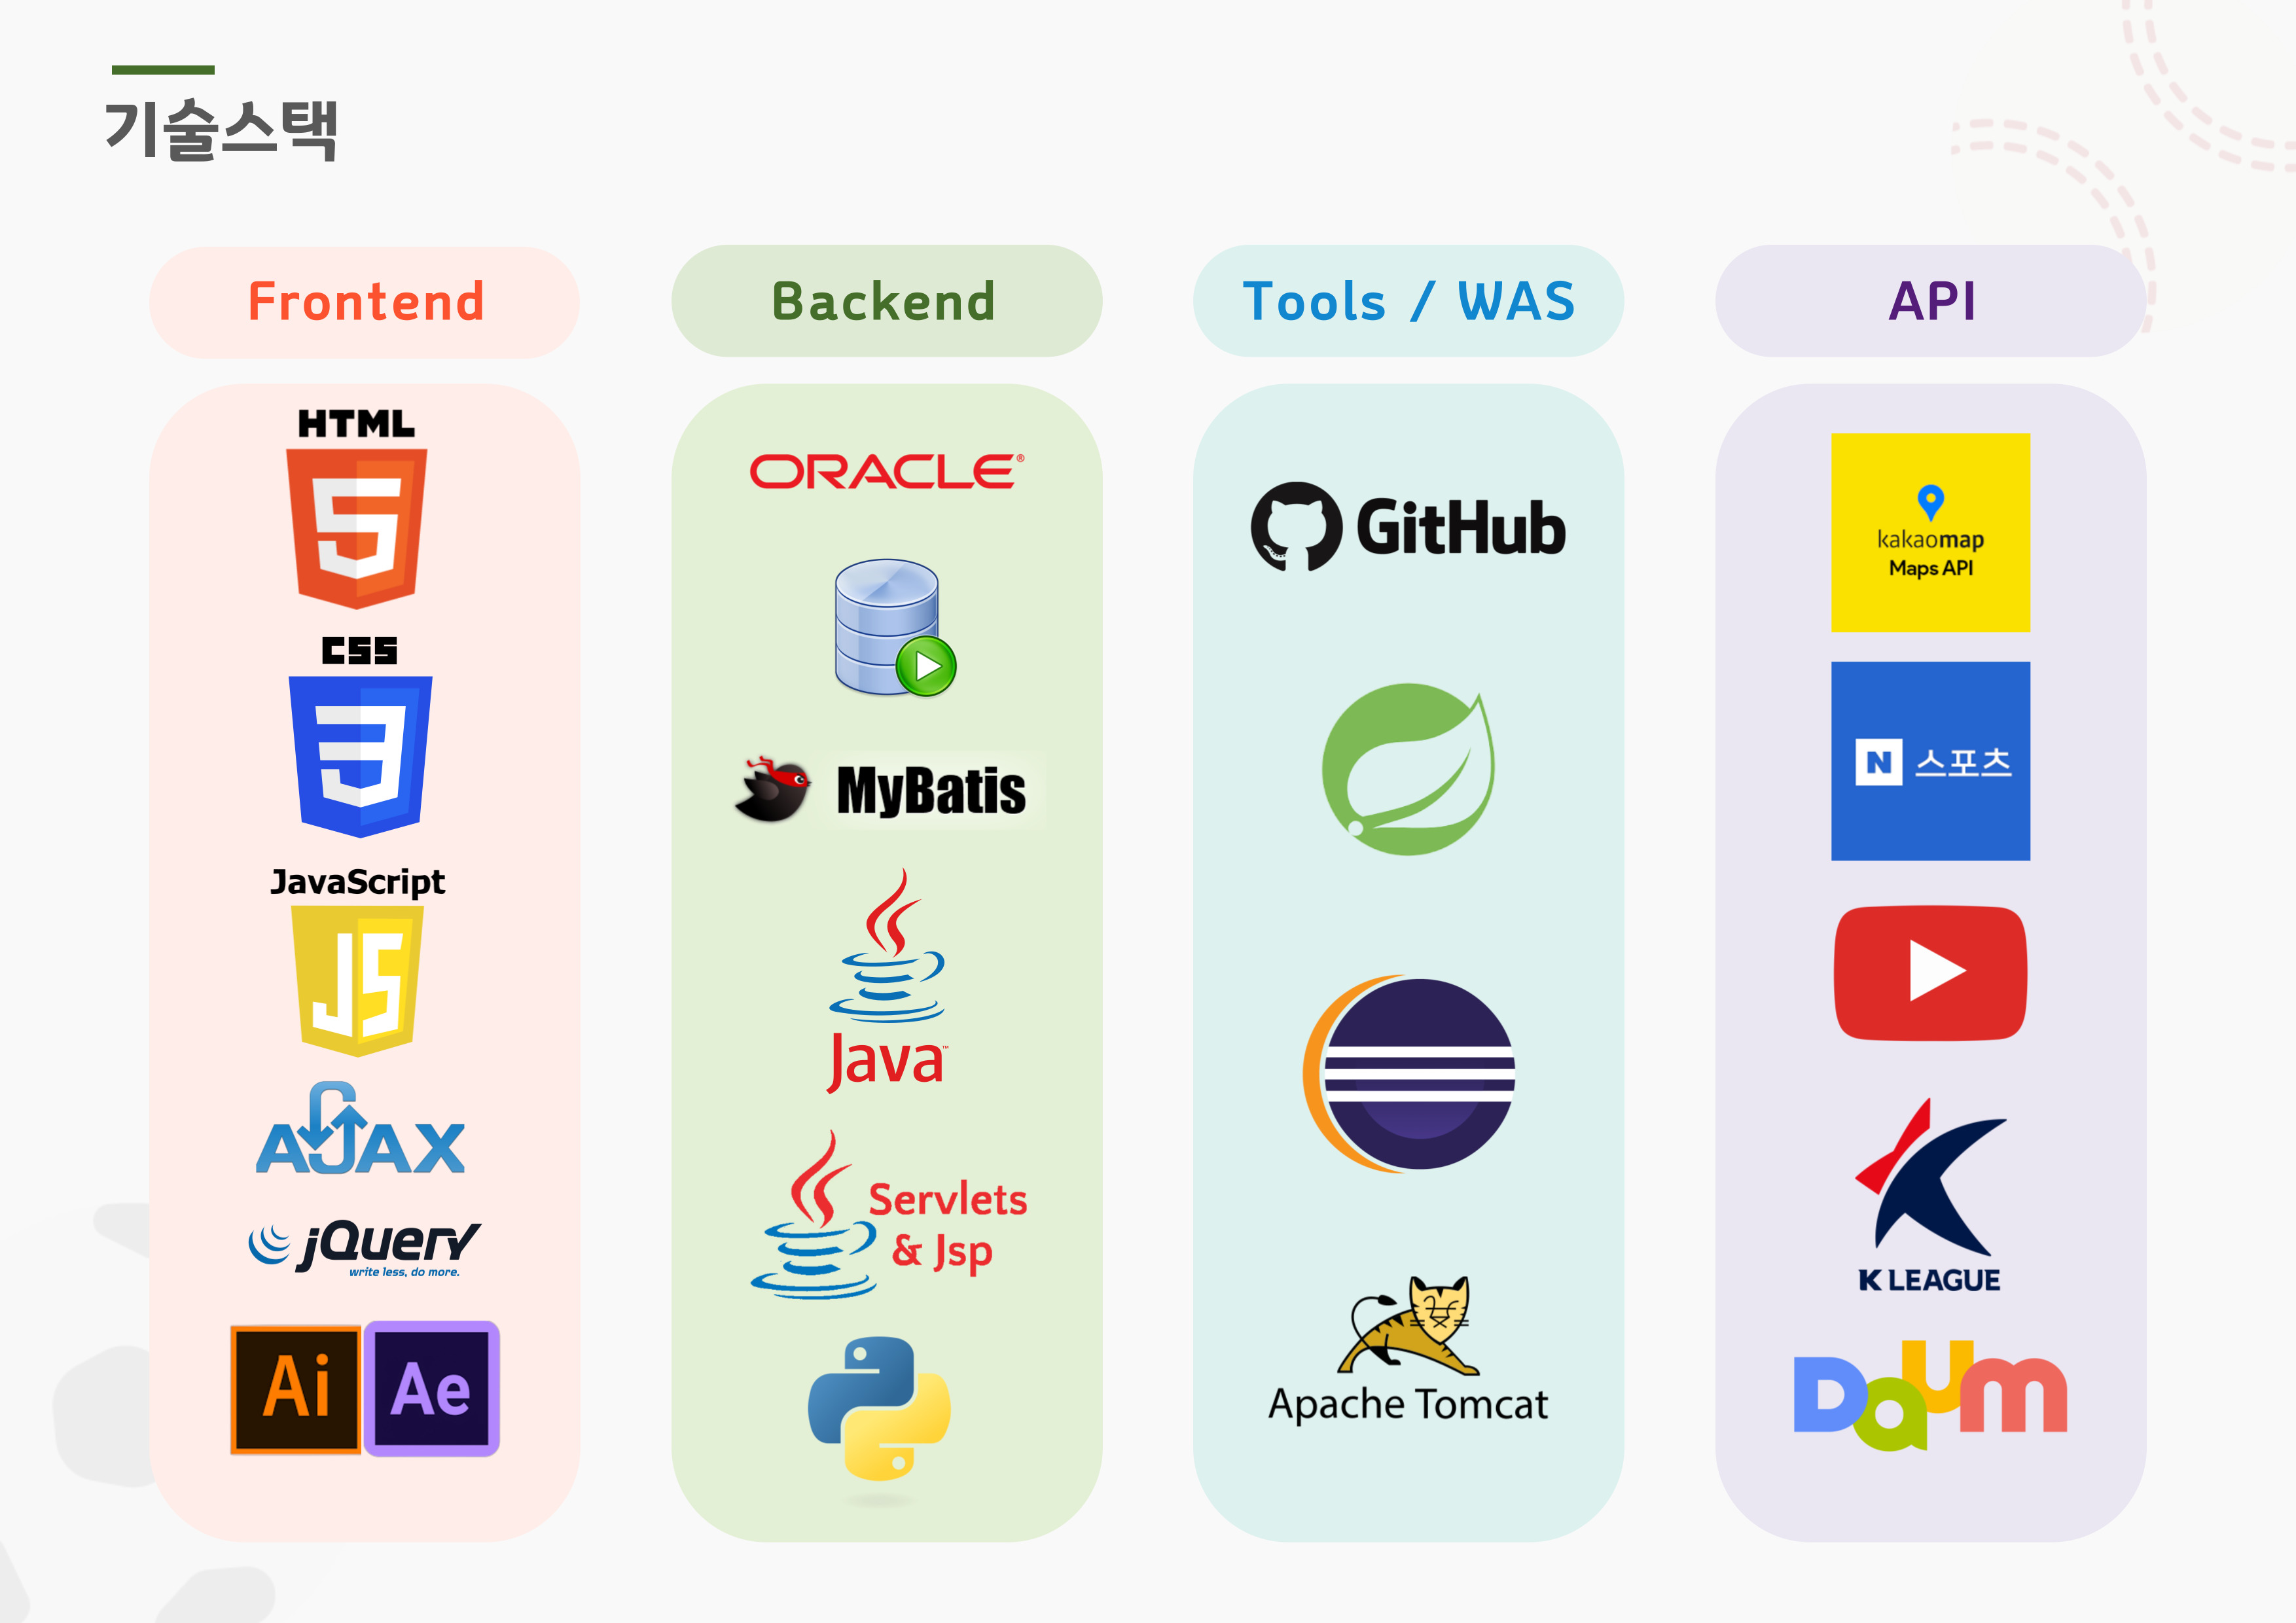 기술스택
Frontend
HTML
5
CSS
3
JavaScript
JS
AJAX
jQuery
write less, do more.
Ai
Ae
Backend
ORACLE®
MyBatis
Java™
Servlets
& Jsp
Tools / WAS
GitHub
Apache Tomcat
API
kakaomap
Maps API
N 스포츠
K LEAGUE
Daum